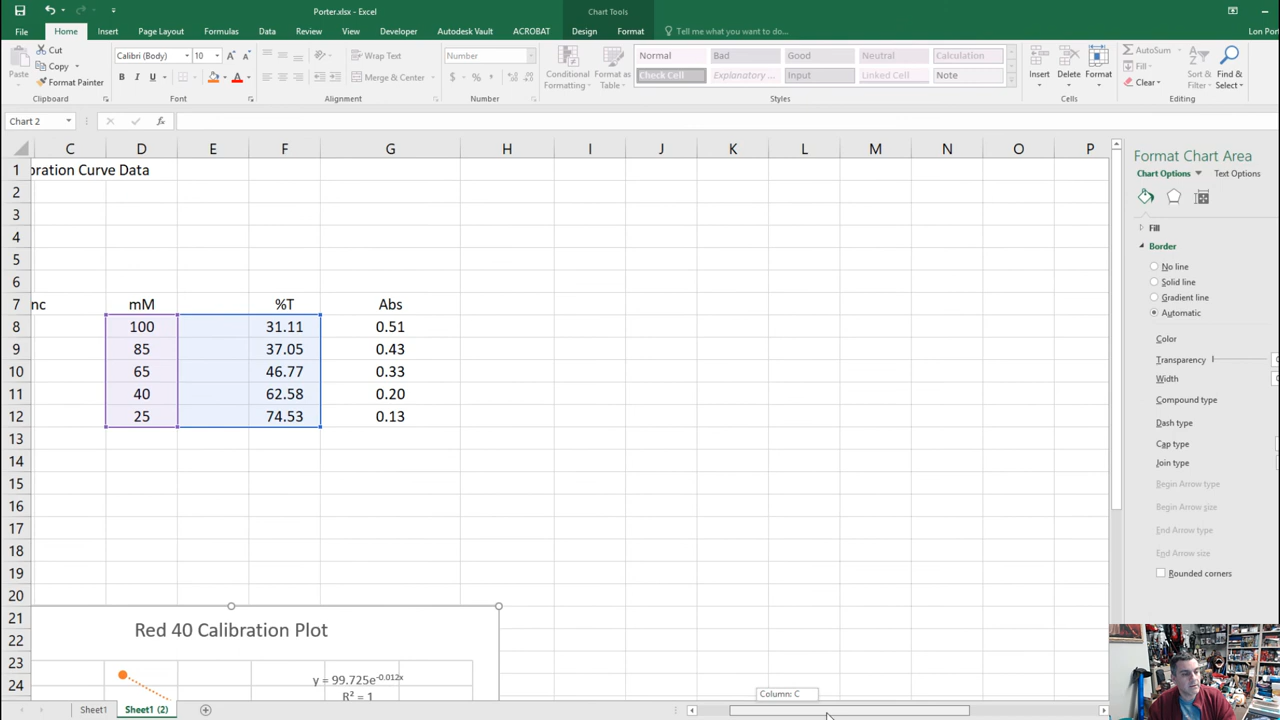 Porter.xlsx - Excel
Chart Tools
File Home Insert Page Layout Formulas Data Review View Developer Autodesk Vault ACROBAT Design Format Tell me what you want to do... Lon Por
Paste
Cut
Copy
Format Painter
Clipboard
Calibri (Body) 10
B I U
Font
Wrap Text
Merge & Center
Alignment
Number
$ % ,
Number
Conditional Formatting
Format as Table
Normal Bad Good Neutral Calculation
Check Cell Explanatory ... Input Linked Cell Note
Styles
Insert Delete Format
Cells
AutoSum
Fill
Clear
Sort & Filter
Find & Select
Editing
Chart 2
fx
C D E F G H I J K L M N O P
1 bration Curve Data
2
3
4
5
6
7 nc mM %T Abs
8 100 31.11 0.51
9 85 37.05 0.43
10 65 46.77 0.33
11 40 62.58 0.20
12 25 74.53 0.13
13
14
15
16
17
18
19
20
21
22
23
24
Red 40 Calibration Plot
y = 99.725e-0.012x
R² = 1
Format Chart Area
Chart Options Text Options
Fill
Border
No line
Solid line
Gradient line
Automatic
Color
Transparency
Width
Compound type
Dash type
Cap type
Join type
Begin Arrow type
Begin Arrow size
End Arrow type
End Arrow size
Rounded corners
Column: C
Sheet1 Sheet1 (2)